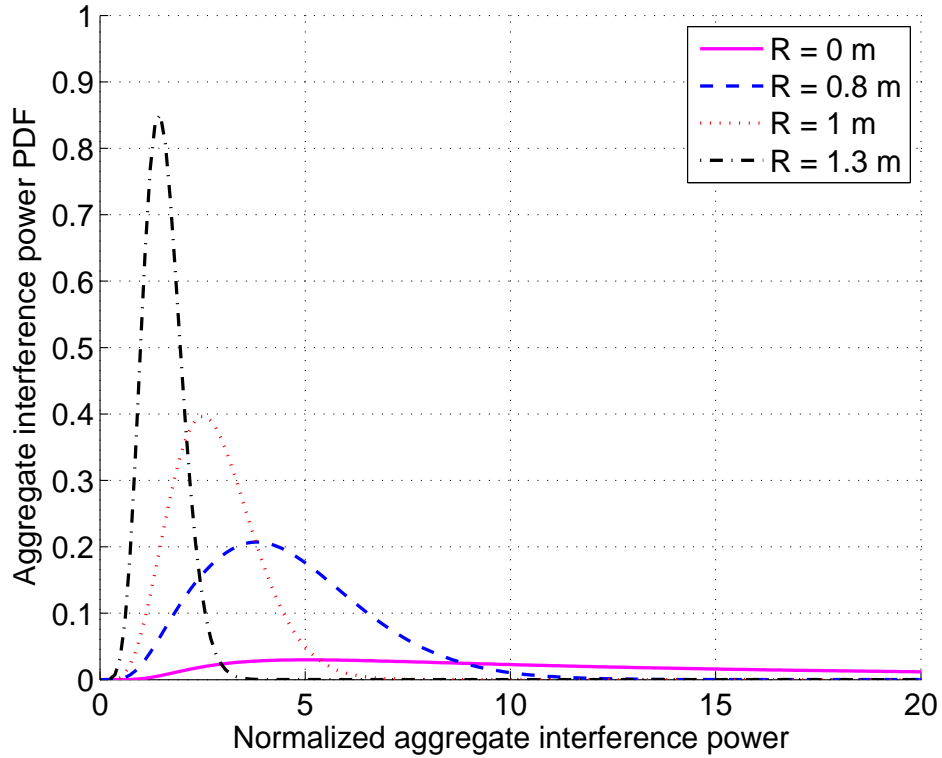 1
0.9
0.8
0.7
0.6
0.5
0.4
0.3
0.2
0.1
0
0 5 10 15 20
Aggregate interference power PDF
Normalized aggregate interference power
R = 0 m
R = 0.8 m
R = 1 m
R = 1.3 m